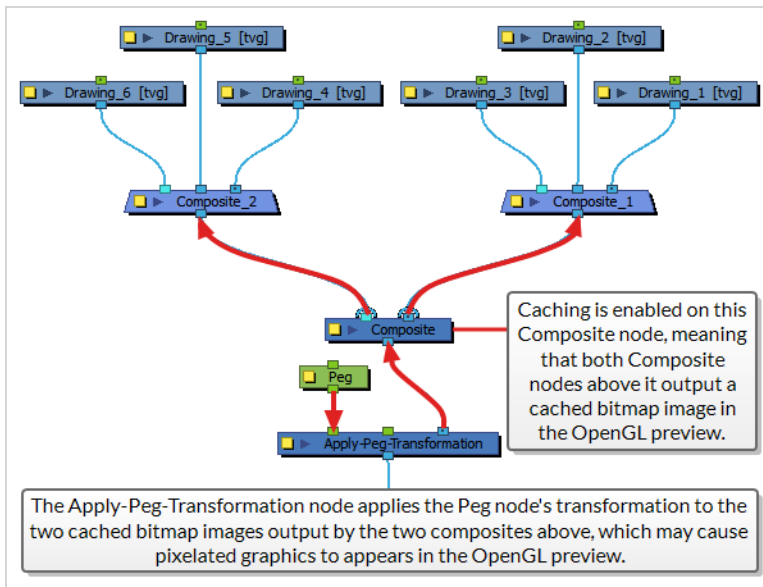 Drawing_5 [tvg]
Drawing_2 [tvg]
Drawing_6 [tvg]
Drawing_4 [tvg]
Drawing_3 [tvg]
Drawing_1 [tvg]
Composite_2
Composite_1
Composite
Caching is enabled on this
Composite node, meaning
that both Composite
nodes above it output a
cached bitmap image in
the OpenGL preview.
Peg
Apply-Peg-Transformation
The Apply-Peg-Transformation node applies the Peg node's transformation to the
two cached bitmap images output by the two composites above, which may cause
pixelated graphics to appears in the OpenGL preview.